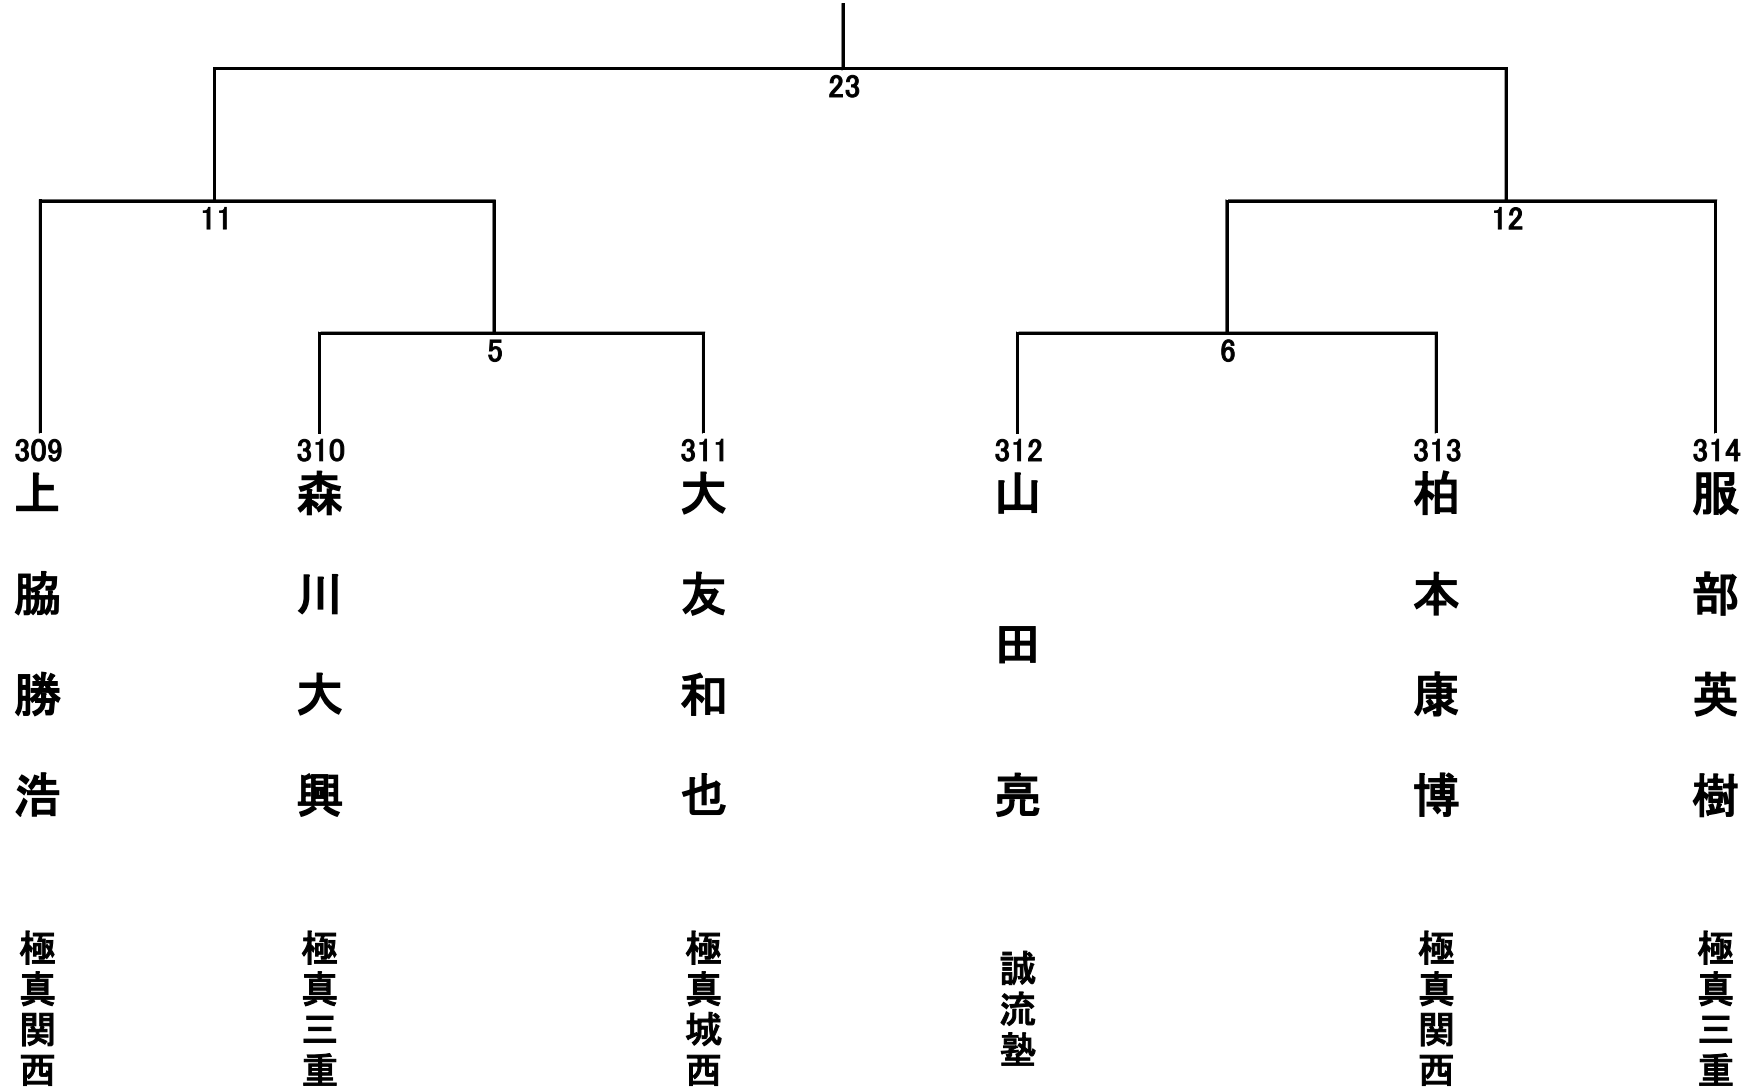 23
11
12
5
6
309
上脇勝浩
極真関西
310
森川大興
極真三重
311
大友和也
極真城西
312
山田亮
誠流塾
313
柏本康博
極真関西
314
服部英樹
極真三重